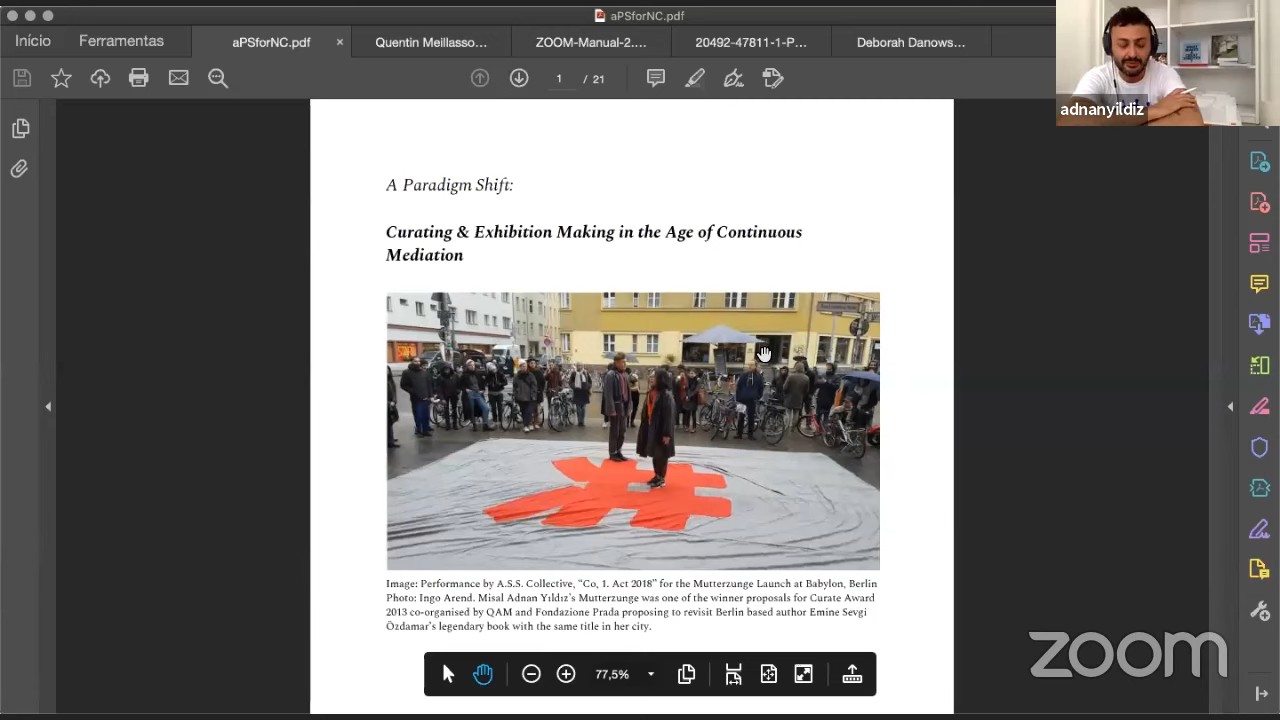 aPSforNC.pdf
Início
Ferramentas
aPSforNC.pdf
×
Quentin Meillasso...
ZOOM-Manual-2....
20492-47811-1-P...
Deborah Danows...
1 / 21
adnanyildiz
A Paradigm Shift:
Curating & Exhibition Making in the Age of Continuous
Mediation
Image: Performance by A.S.S. Collective, “Co, 1. Act 2018” for the Mutterzunge Launch at Babylon, Berlin
Photo: Ingo Arend. Misal Adnan Yıldız’s Mutterzunge was one of the winner proposals for Curate Award
2013 co-organised by QAM and Fondazione Prada proposing to revisit Berlin based author Emine Sevgi
Özdamar’s legendary book with the same title in her city.
77,5%
zoom